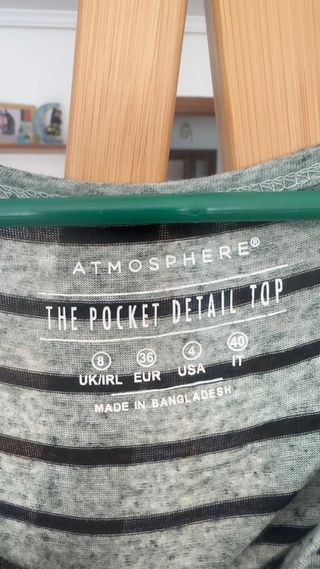 ATMOSPHERE®
THE POCKET DETAIL TOP
8 36 4 40
UK/IRL EUR USA IT
MADE IN BANGLADESH